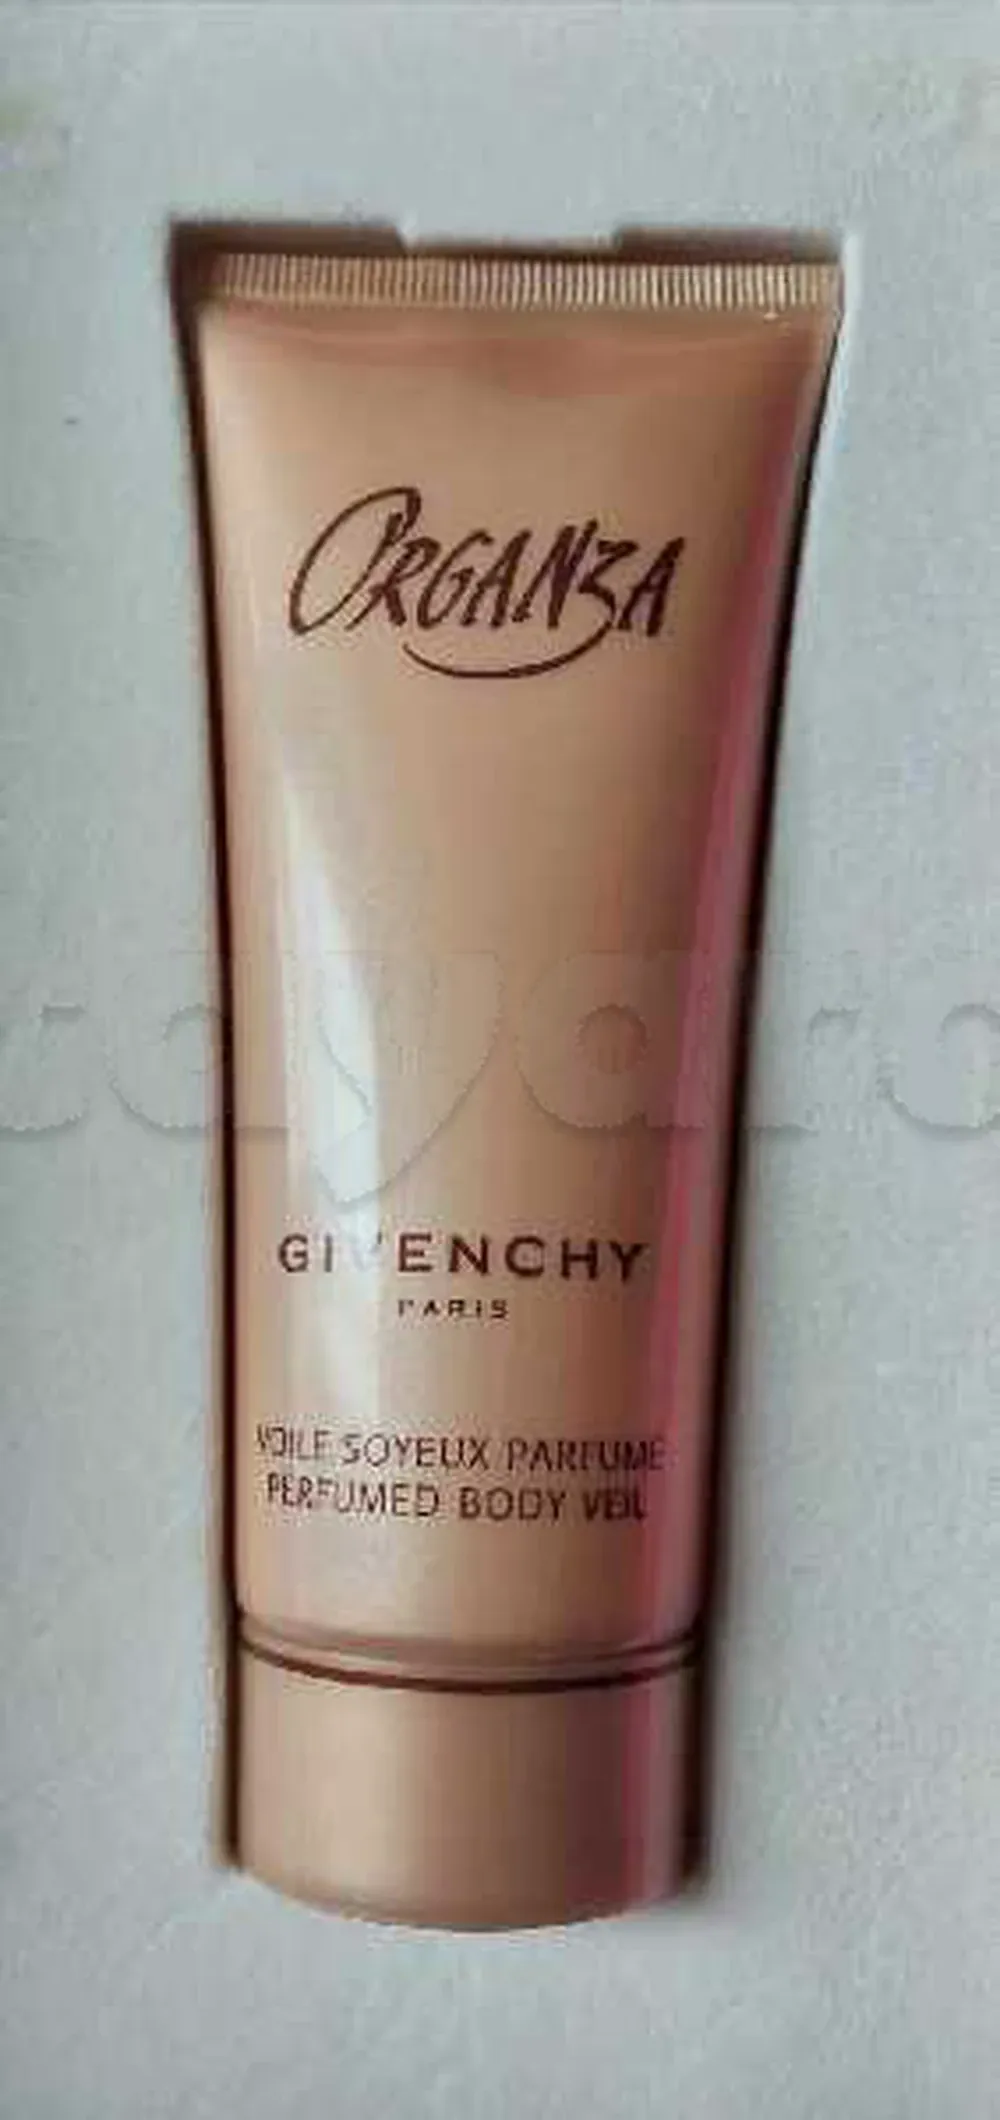 ORGANZA
GIVENCHY
PARIS
VOILE SOYEUX PARFUME
PERFUMED BODY VEIL